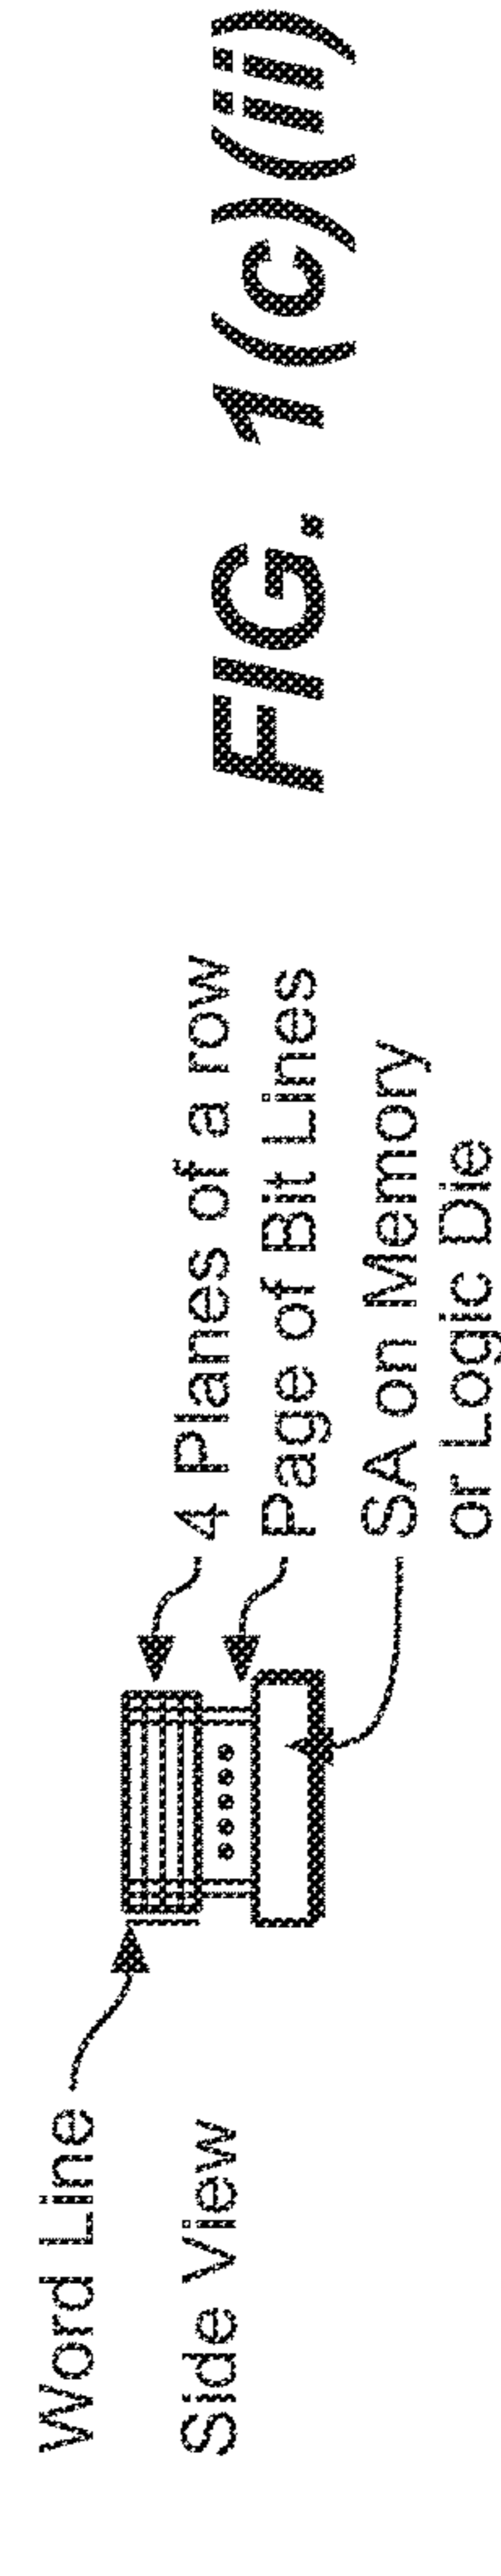 Word Line
Side View
4 Planes of a row
Page of Bit Lines
SA on Memory
or Logic Die
FIG. 1(c)(ii)